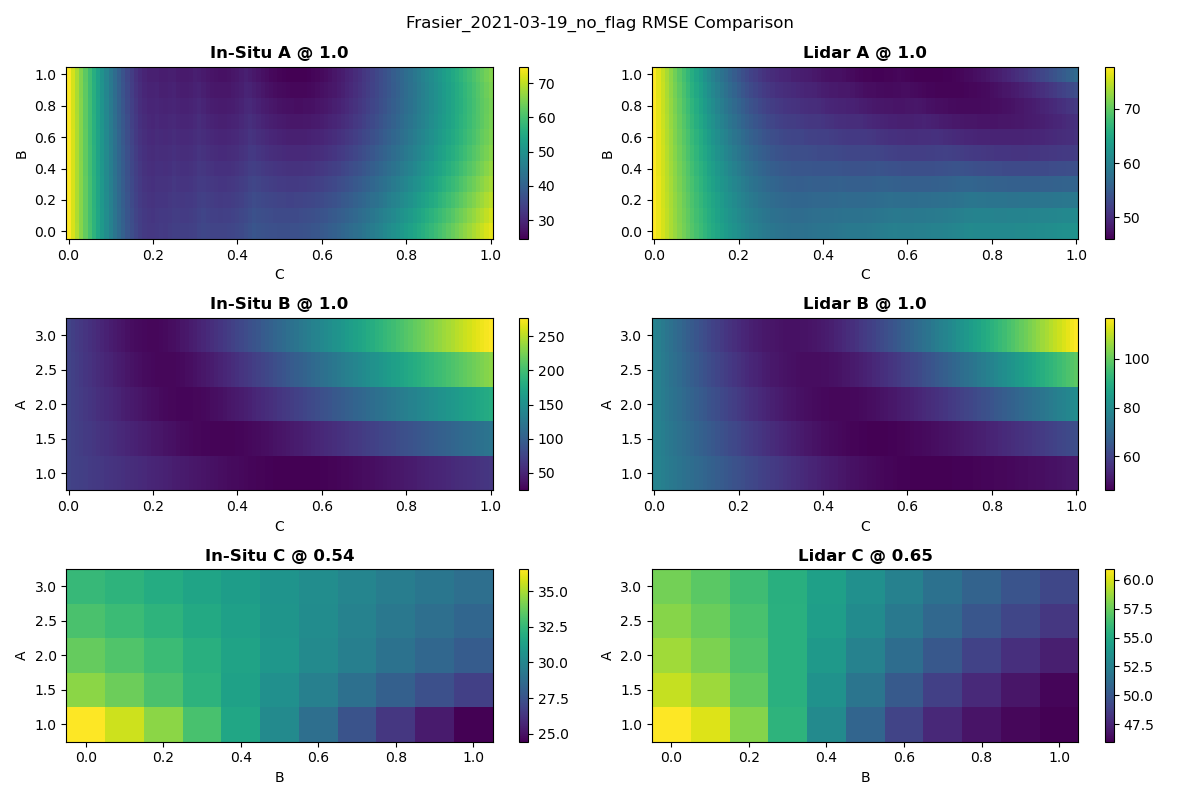 Frasier_2021-03-19_no_flag RMSE Comparison
In-Situ A @ 1.0
Lidar A @ 1.0
B
1.0
0.8
0.6
0.4
0.2
0.0
0.0 0.2 0.4 0.6 0.8 1.0
C
70
60
50
40
30
B
1.0
0.8
0.6
0.4
0.2
0.0
0.0 0.2 0.4 0.6 0.8 1.0
C
70
60
50
In-Situ B @ 1.0
Lidar B @ 1.0
A
3.0
2.5
2.0
1.5
1.0
0.0 0.2 0.4 0.6 0.8 1.0
C
250
200
150
100
50
A
3.0
2.5
2.0
1.5
1.0
0.0 0.2 0.4 0.6 0.8 1.0
C
100
80
60
In-Situ C @ 0.54
Lidar C @ 0.65
A
3.0
2.5
2.0
1.5
1.0
0.0 0.2 0.4 0.6 0.8 1.0
B
35.0
32.5
30.0
27.5
25.0
A
3.0
2.5
2.0
1.5
1.0
0.0 0.2 0.4 0.6 0.8 1.0
B
60.0
57.5
55.0
52.5
50.0
47.5